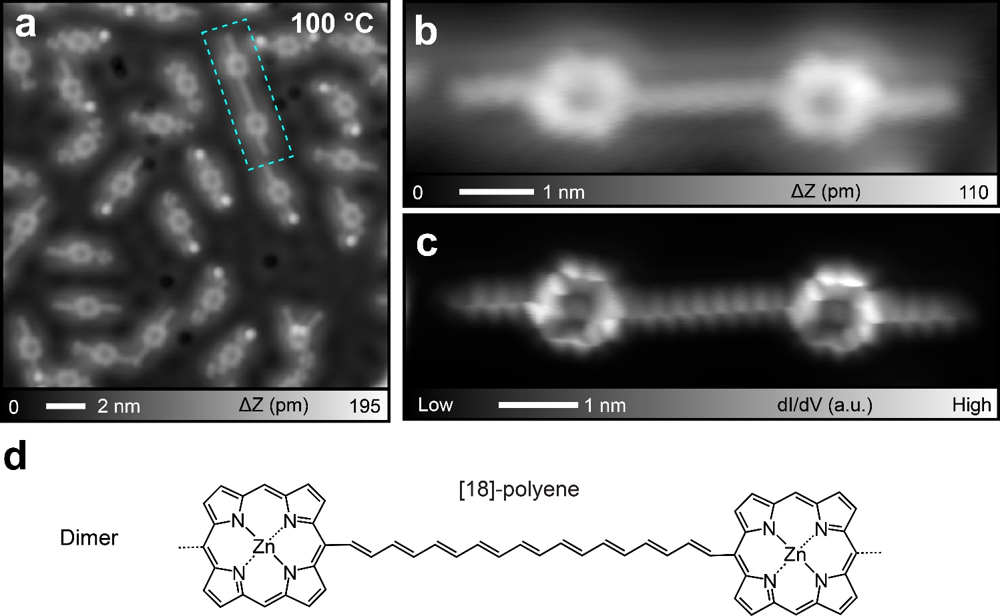 a
100 °C
0
2 nm
ΔZ (pm)
195
b
0
1 nm
ΔZ (pm)
110
c
Low
1 nm
dI/dV (a.u.)
High
d
[18]-polyene
Dimer
N
N
Zn
N
N
N
N
Zn
N
N